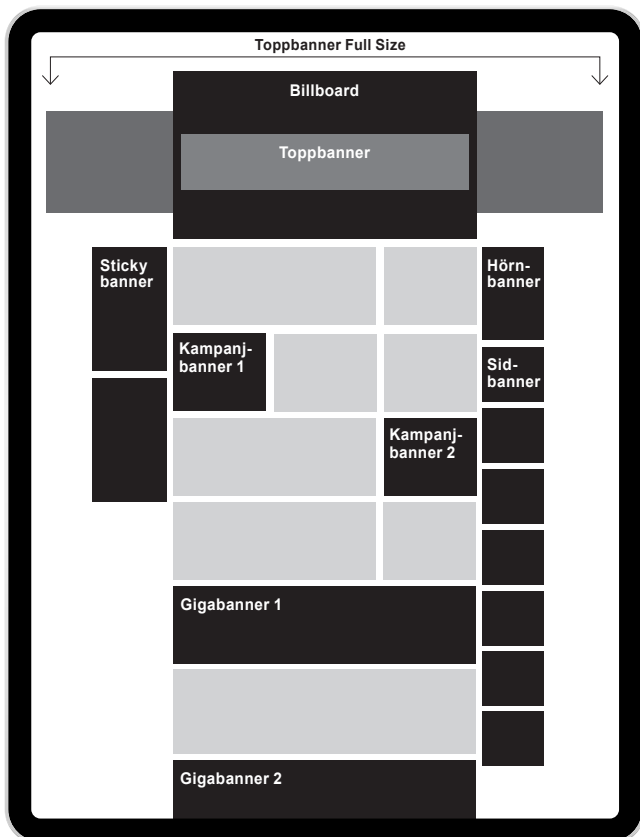 Toppbanner Full Size
Billboard
Toppbanner
Sticky
banner
Hörn-
banner
Kampanj-
banner 1
Sid-
banner
Kampanj-
banner 2
Gigabanner 1
Gigabanner 2